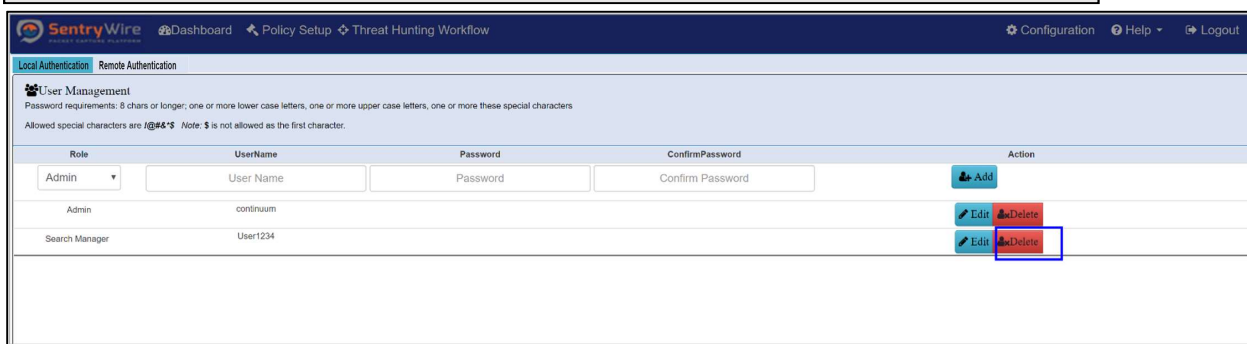 SentryWire Dashboard Policy Setup Threat Hunting Workflow Configuration Help Logout
PACKET CAPTURE PLATFORM
Local Authentication Remote Authentication
User Management
Password requirements: 8 chars or longer; one or more lower case letters, one or more upper case letters, one or more these special characters
Allowed special characters are !@#&*$ Note: $ is not allowed as the first character.
Role UserName Password ConfirmPassword Action
Admin User Name Password Confirm Password Add
Admin continuum Edit Delete
Search Manager User1234 Edit Delete